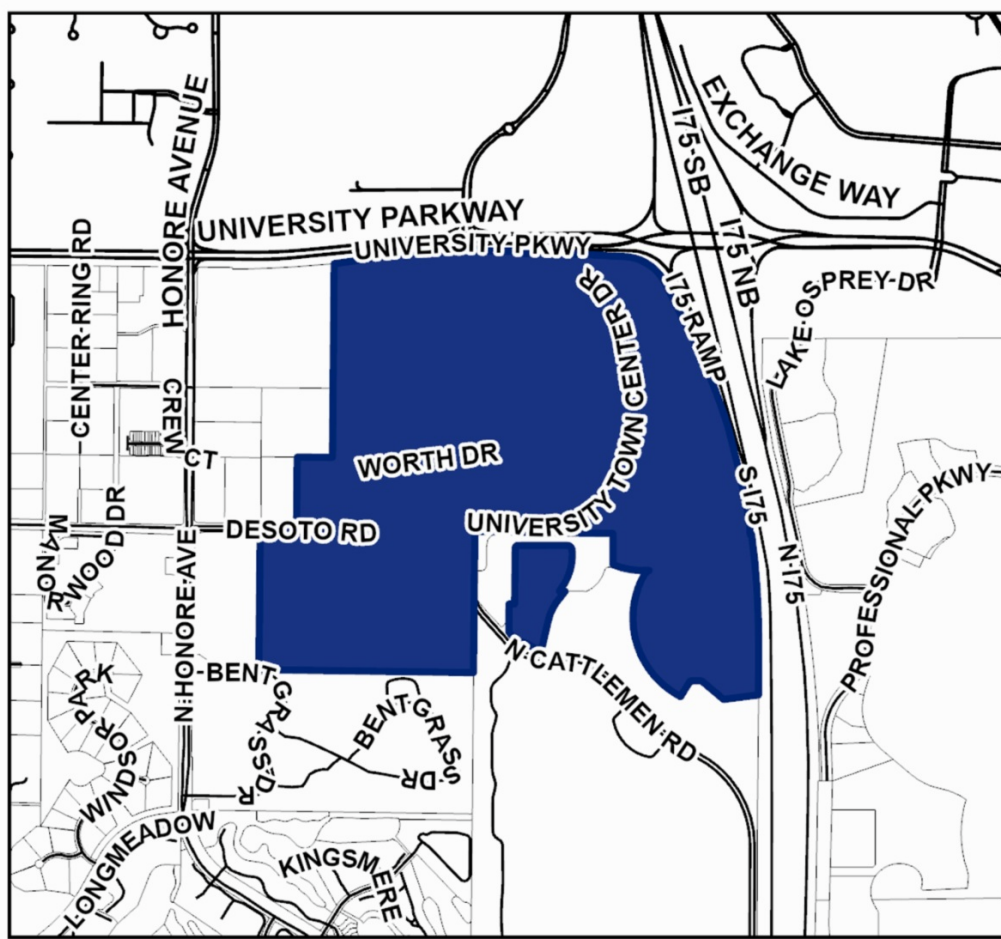 EXCHANGE WAY
I75-SB
HONORE AVENUE
UNIVERSITY PARKWAY
UNIVERSITY PKWY
I75 NB
CENTER-RING RD
UNIVERSITY TOWN CENTER DR
I75 RAMP
LAKE OSPREY-DR
CREW CT
WORTH DR
S-I75
PROFESSIONAL-PKWY
DESOTO RD
MANOR
WOOD DR
N-HONORE-AVE
N-I75
N-CATTLEMEN-RD
-BENT-GRASS-DR
BENT-GRASS DR
WINDSOR-PARK
-LONGMEADOW
KINGSMERE